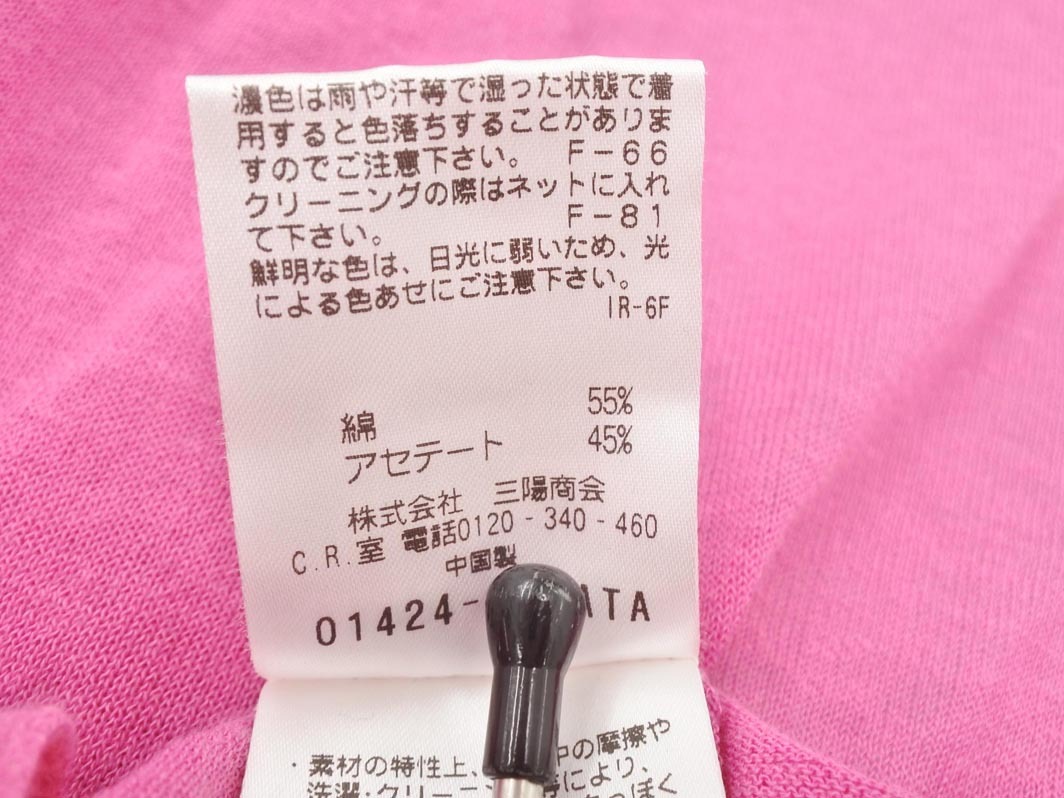 濃色は雨や汗等で湿った状態で着
用すると色落ちすることがありま
すのでご注意下さい。 F-66
クリーニングの際はネットに入れ
て下さい。 F-81
鮮明な色は、日光に弱いため、光
による色あせにご注意下さい。
IR-6F
綿 55%
アセテート 45%
株式会社 三陽商会
C.R.室 電話0120-340-460
中国製
01424- TA
・素材の特性上、 中の摩擦や
洗濯・クリー により、
っぽく